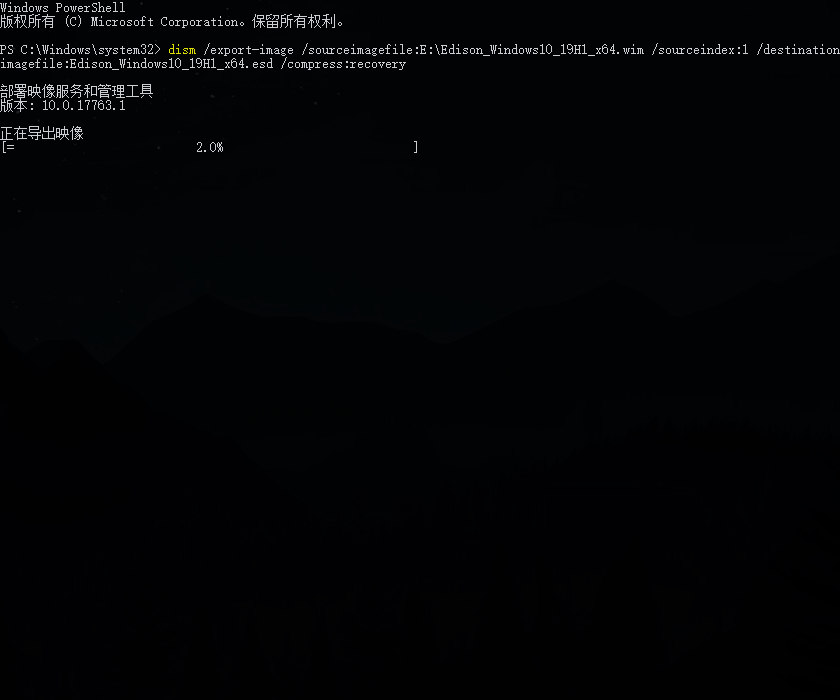 Windows PowerShell
版权所有 (C) Microsoft Corporation。保留所有权利。
PS C:\Windows\system32> dism /export-image /sourceimagefile:E:\Edison_Windows10_19H1_x64.wim /sourceindex:1 /destination
imagefile:Edison_Windows10_19H1_x64.esd /compress:recovery
部署映像服务和管理工具
版本: 10.0.17763.1
正在导出映像
[=                          2.0%                           ]